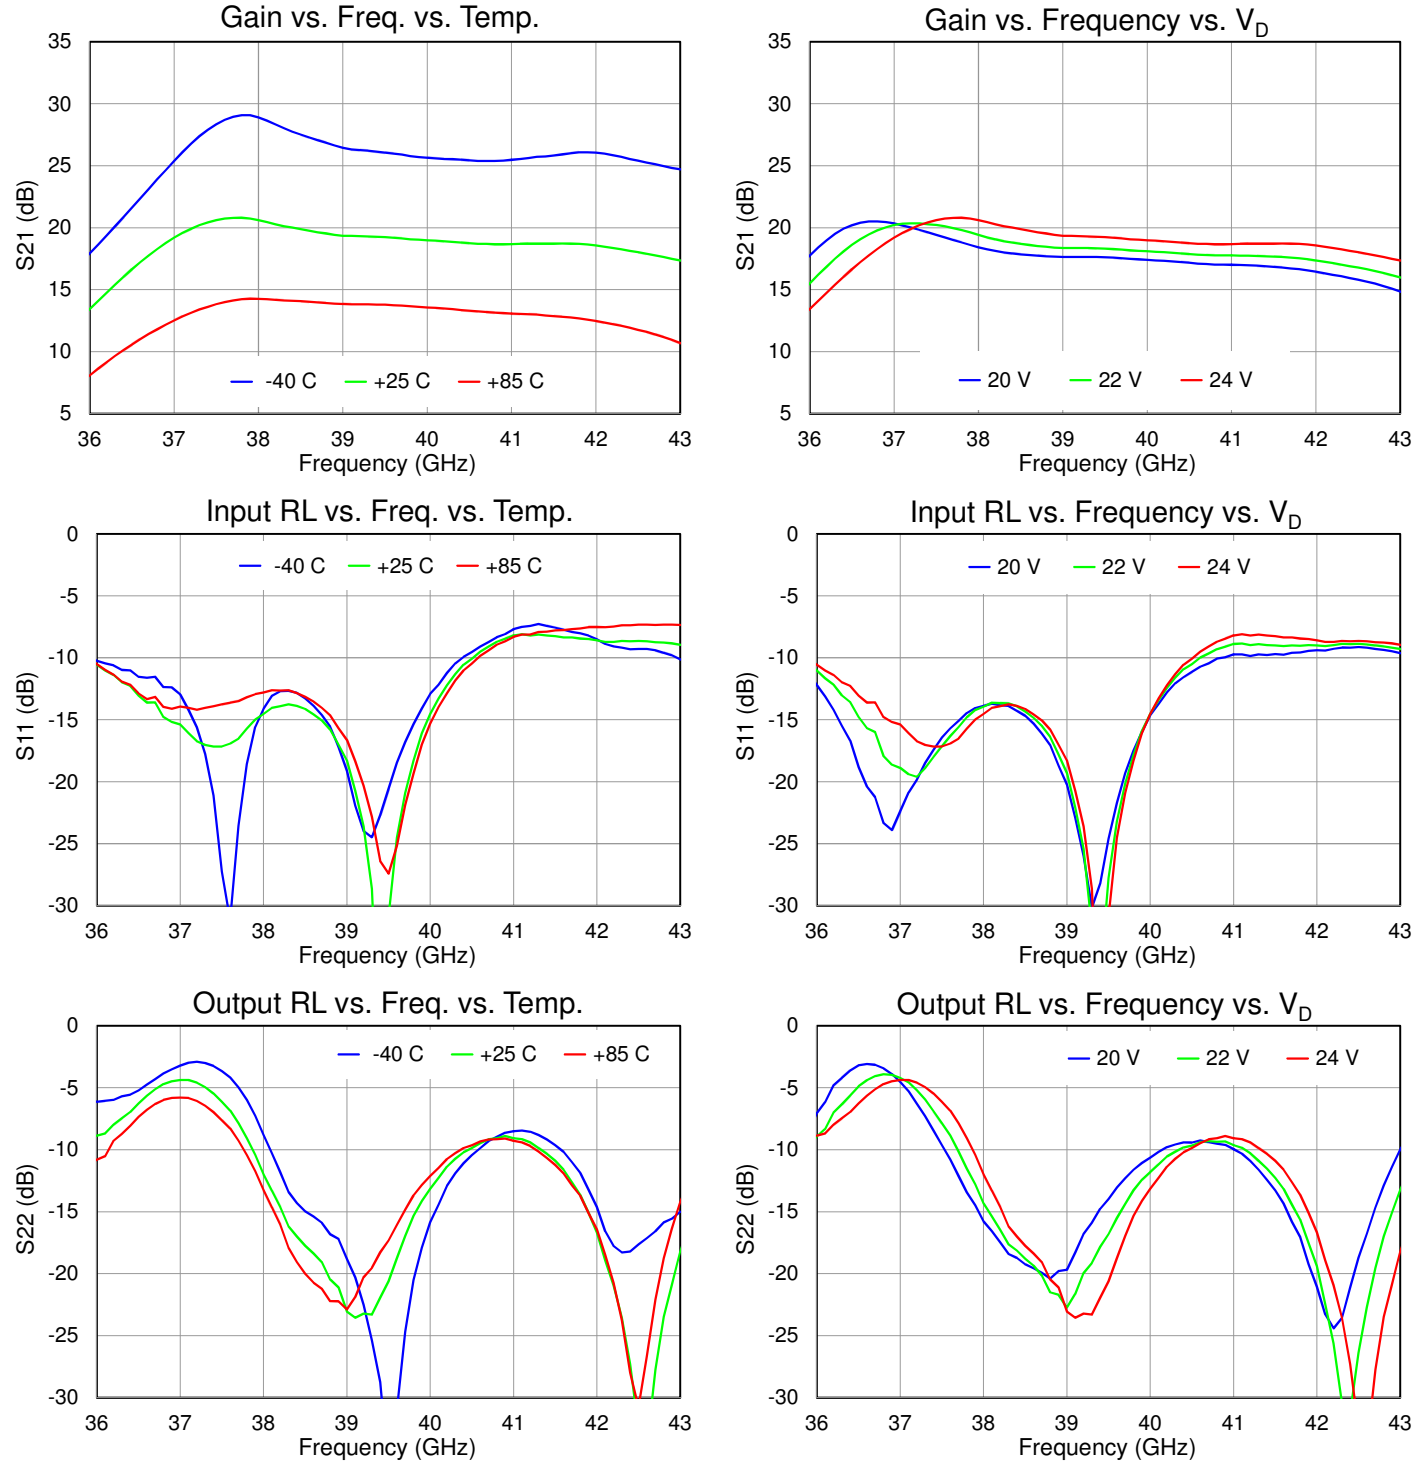 Gain vs. Freq. vs. Temp.
35
30
25
20
15
10
5
S21 (dB)
-40 C +25 C +85 C
36 37 38 39 40 41 42 43
Frequency (GHz)
Gain vs. Frequency vs. VD
35
30
25
20
15
10
5
S21 (dB)
20 V 22 V 24 V
36 37 38 39 40 41 42 43
Frequency (GHz)
Input RL vs. Freq. vs. Temp.
0
-5
-10
-15
-20
-25
-30
S11 (dB)
-40 C +25 C +85 C
36 37 38 39 40 41 42 43
Frequency (GHz)
Input RL vs. Frequency vs. VD
0
-5
-10
-15
-20
-25
-30
S11 (dB)
20 V 22 V 24 V
36 37 38 39 40 41 42 43
Frequency (GHz)
Output RL vs. Freq. vs. Temp.
0
-5
-10
-15
-20
-25
-30
S22 (dB)
-40 C +25 C +85 C
36 37 38 39 40 41 42 43
Frequency (GHz)
Output RL vs. Frequency vs. VD
0
-5
-10
-15
-20
-25
-30
S22 (dB)
20 V 22 V 24 V
36 37 38 39 40 41 42 43
Frequency (GHz)